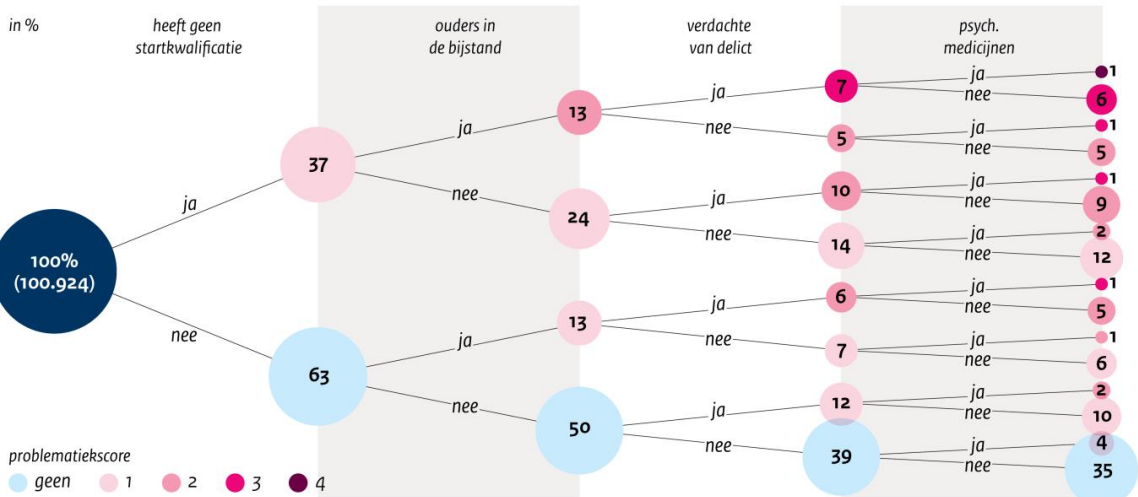 in %
heeft geen
startkwalificatie
ouders in
de bijstand
verdachte
van delict
psych.
medicijnen
100%
(100.924)
ja
nee
37
63
ja
nee
ja
nee
13
24
13
50
ja
nee
ja
nee
ja
nee
ja
nee
7
5
10
14
6
7
12
39
ja
nee
ja
nee
ja
nee
ja
nee
ja
nee
ja
nee
ja
nee
ja
nee
1
6
1
5
1
9
2
12
1
5
1
6
2
10
4
35
problematiekscore
geen 1 2 3 4